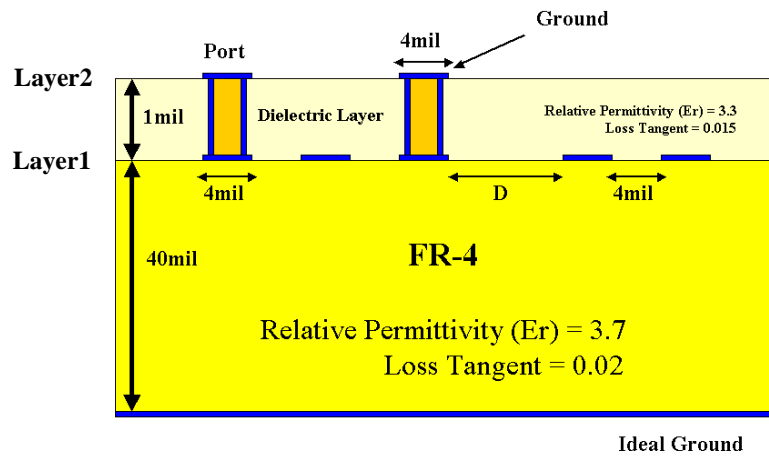 Ground
4mil
Port
Layer2
1mil
Dielectric Layer
Relative Permittivity (Er) = 3.3
Loss Tangent = 0.015
Layer1
4mil
D
4mil
40mil
FR-4
Relative Permittivity (Er) = 3.7
Loss Tangent = 0.02
Ideal Ground